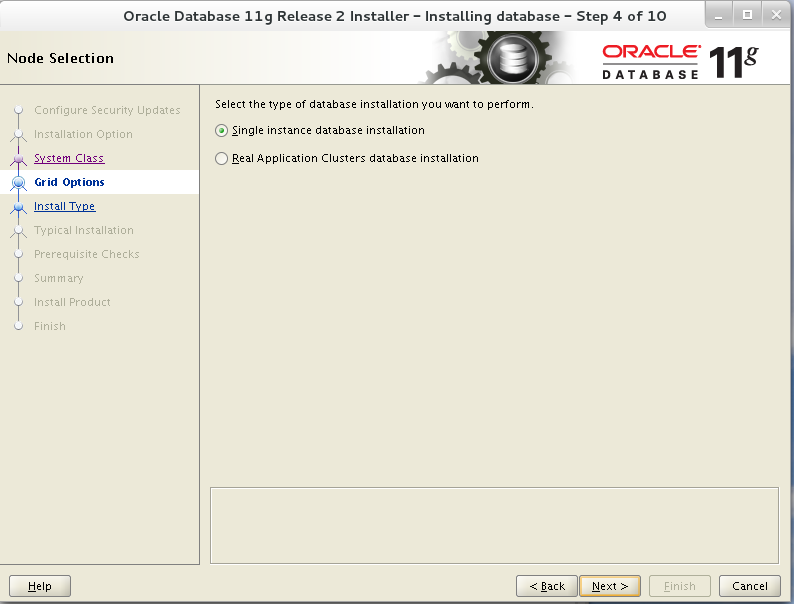 Oracle Database 11g Release 2 Installer - Installing database - Step 4 of 10
Node Selection
ORACLE
DATABASE
11g
Configure Security Updates
Installation Option
System Class
Grid Options
Install Type
Typical Installation
Prerequisite Checks
Summary
Install Product
Finish
Select the type of database installation you want to perform.
Single instance database installation
Real Application Clusters database installation
Help
< Back
Next >
Finish
Cancel